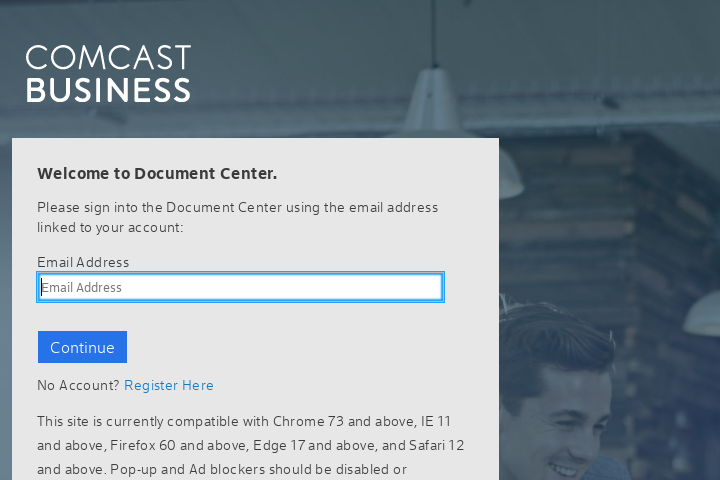 COMCAST
BUSINESS
Welcome to Document Center.
Please sign into the Document Center using the email address
linked to your account:
Email Address
Email Address
Continue
No Account? Register Here
This site is currently compatible with Chrome 73 and above, IE 11
and above, Firefox 60 and above, Edge 17 and above, and Safari 12
and above. Pop-up and Ad blockers should be disabled or